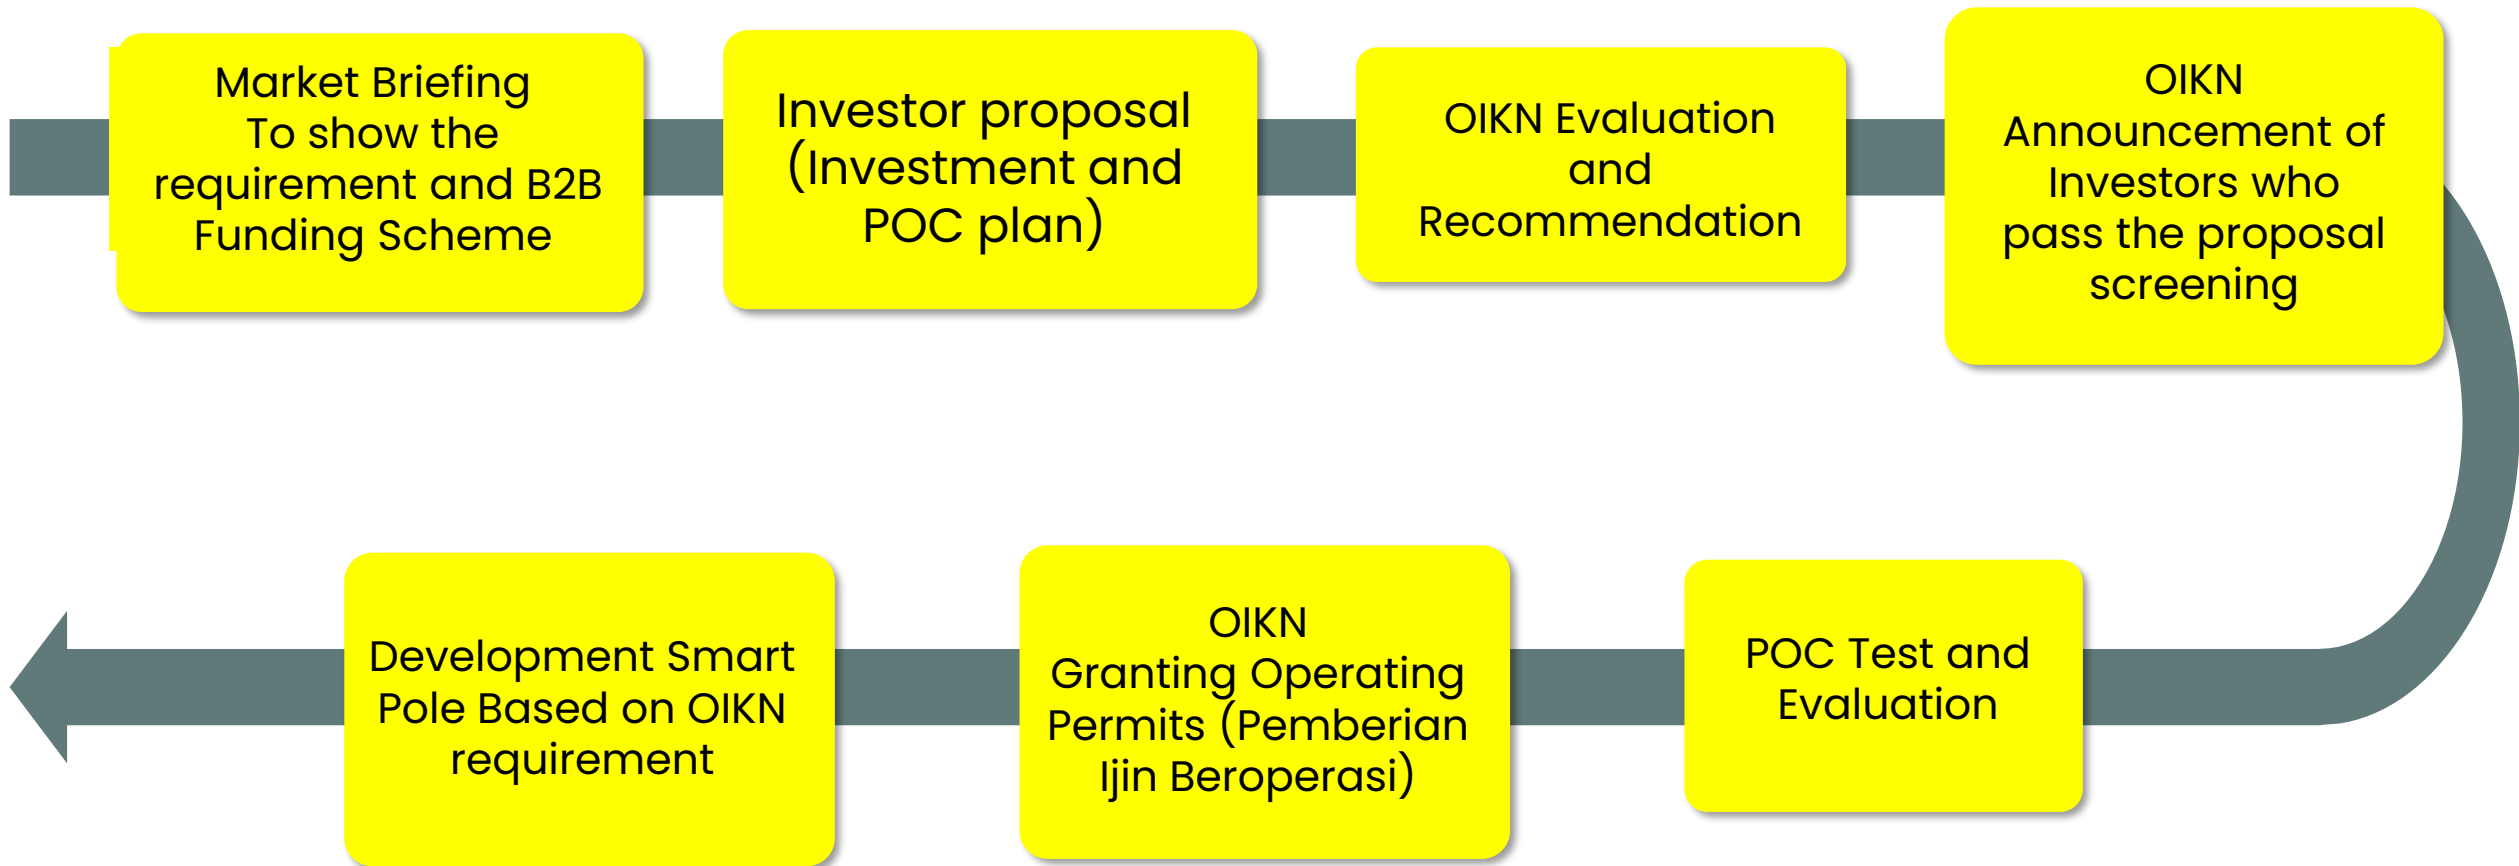 Market Briefing
To show the
requirement and B2B
Funding Scheme
Investor proposal
(Investment and
POC plan)
OIKN Evaluation
and
Recommendation
OIKN
Announcement of
Investors who
pass the proposal
screening
POC Test and
Evaluation
OIKN
Granting Operating
Permits (Pemberian
Ijin Beroperasi)
Development Smart
Pole Based on OIKN
requirement